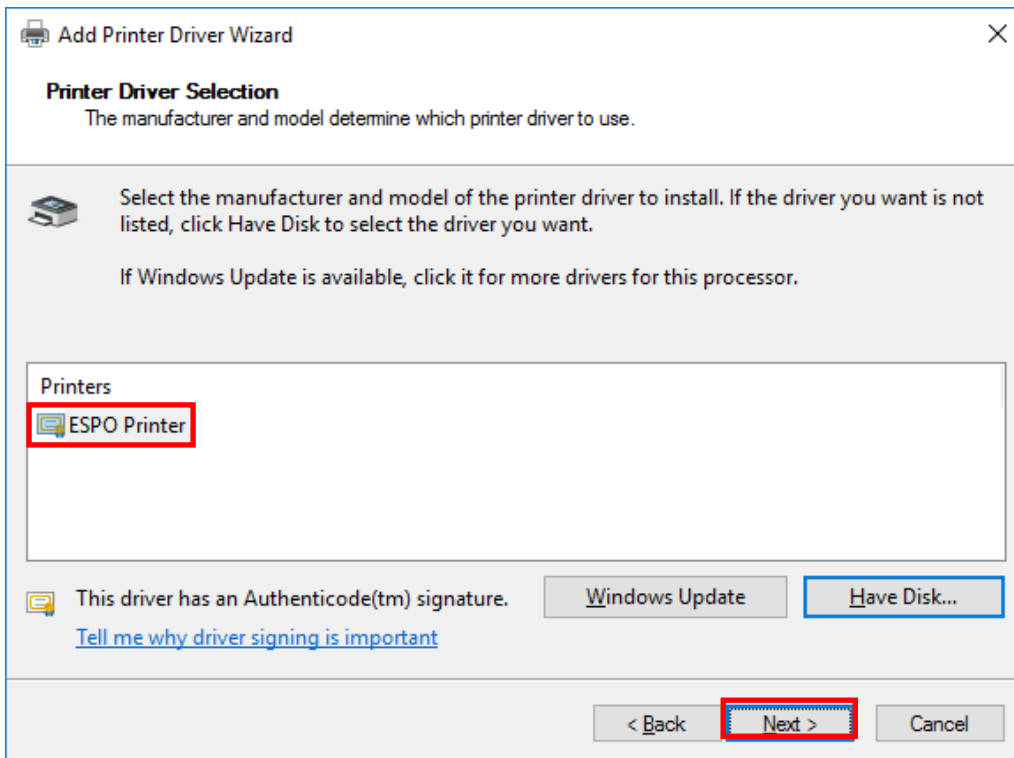 Add Printer Driver Wizard
Printer Driver Selection
The manufacturer and model determine which printer driver to use.
Select the manufacturer and model of the printer driver to install. If the driver you want is not
listed, click Have Disk to select the driver you want.
If Windows Update is available, click it for more drivers for this processor.
Printers
ESPO Printer
This driver has an Authenticode(tm) signature.
Windows Update
Have Disk...
Tell me why driver signing is important
< Back
Next >
Cancel